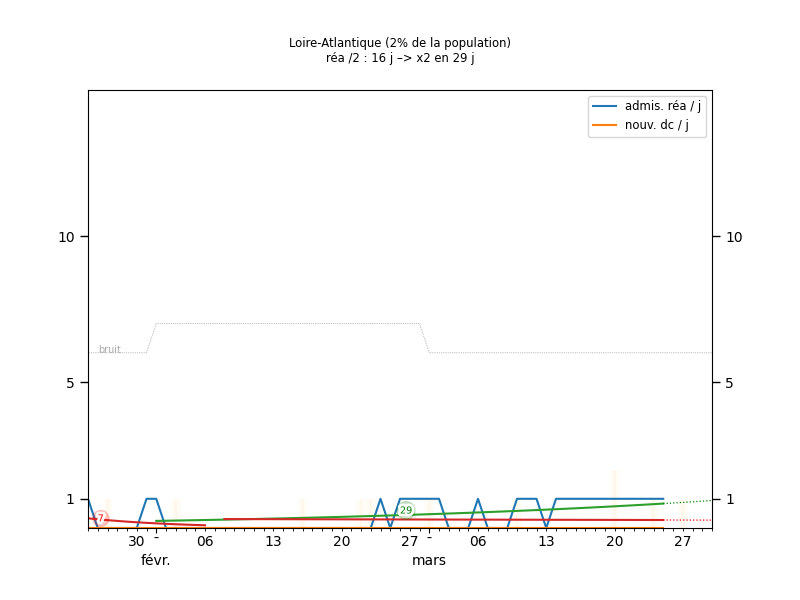 Loire-Atlantique (2% de la population)
réa /2 : 16 j –> x2 en 29 j
admis. réa / j
nouv. dc / j
10
10
bruit
5
5
1
1
7
29
30
-
06
13
20
27
-
06
13
20
27
févr.
mars